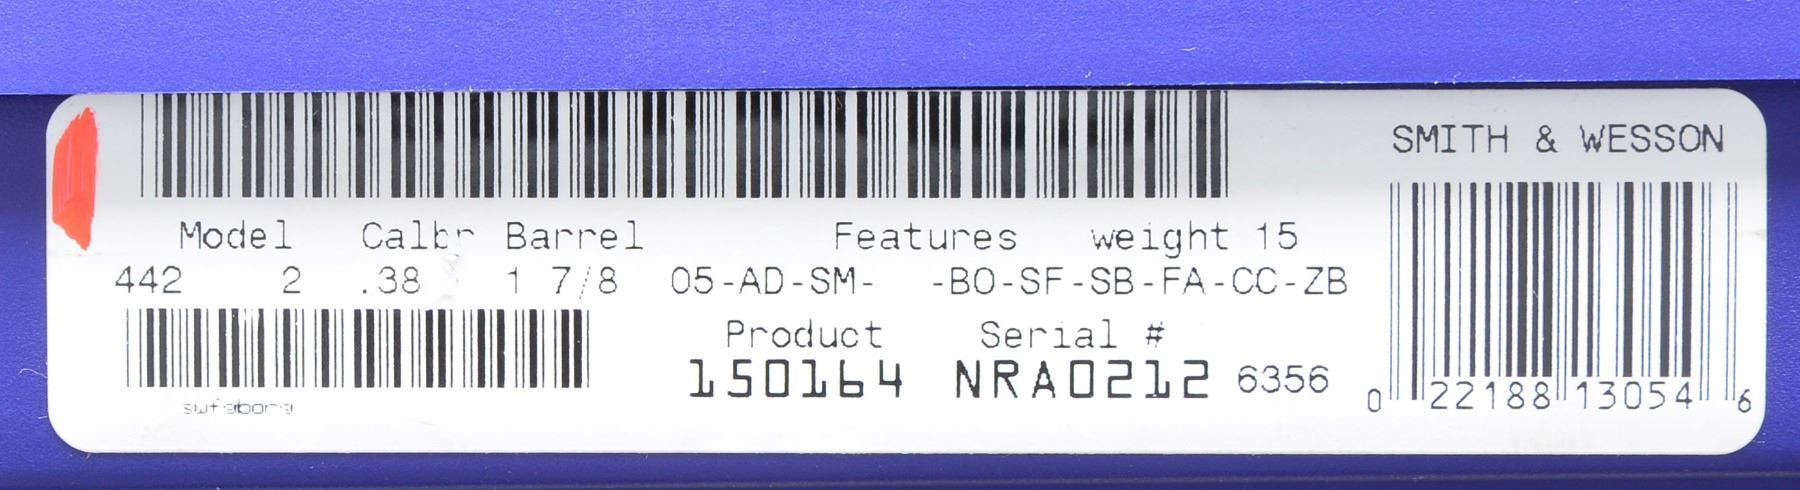 SMITH & WESSON
Model Calbr Barrel Features weight 15
442 2 .38 1 7/8 05-AD-SM- -BO-SF-SB-FA-CC-ZB
Product Serial #
150164 NRA0212 6356
0 22188 13054 6